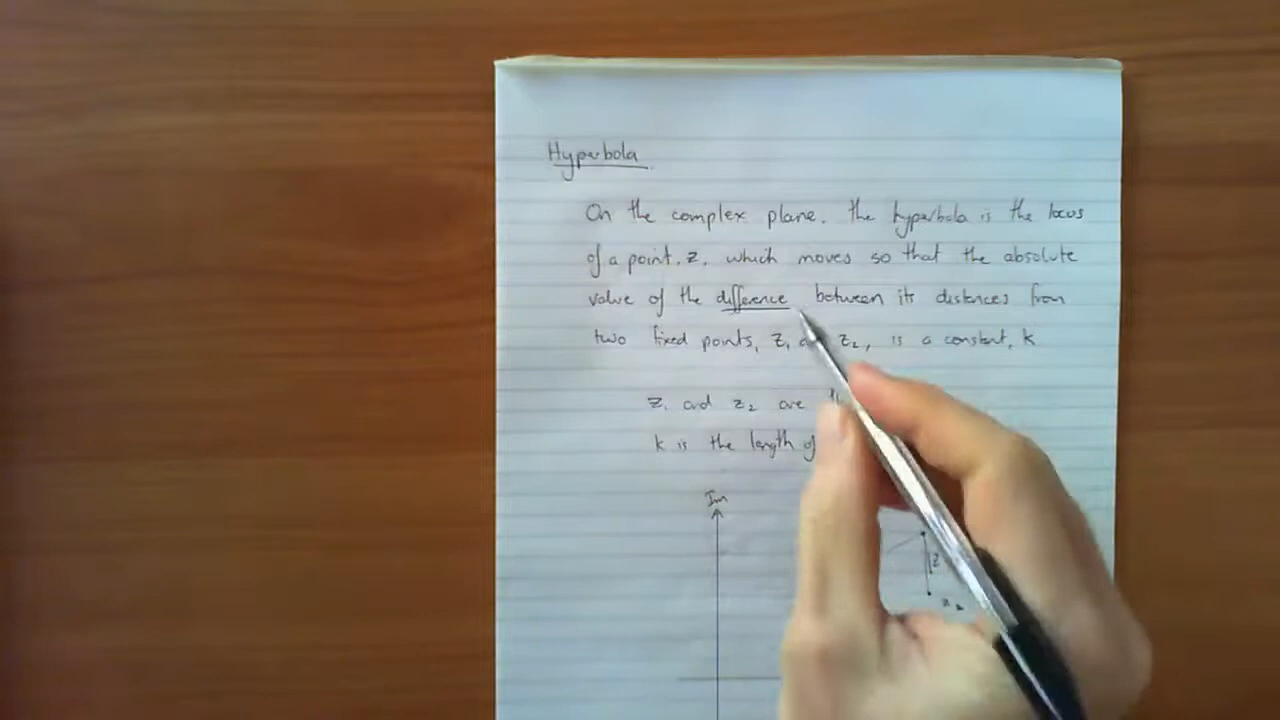 Hyperbola
On the complex plane, the hyperbola is the locus
of a point, z, which moves so that the absolute
value of the difference between its distances from
two fixed points, z₁ z₂, is a constant, k
z₁ and z₂ are
k is the length of
Im
z
z₂